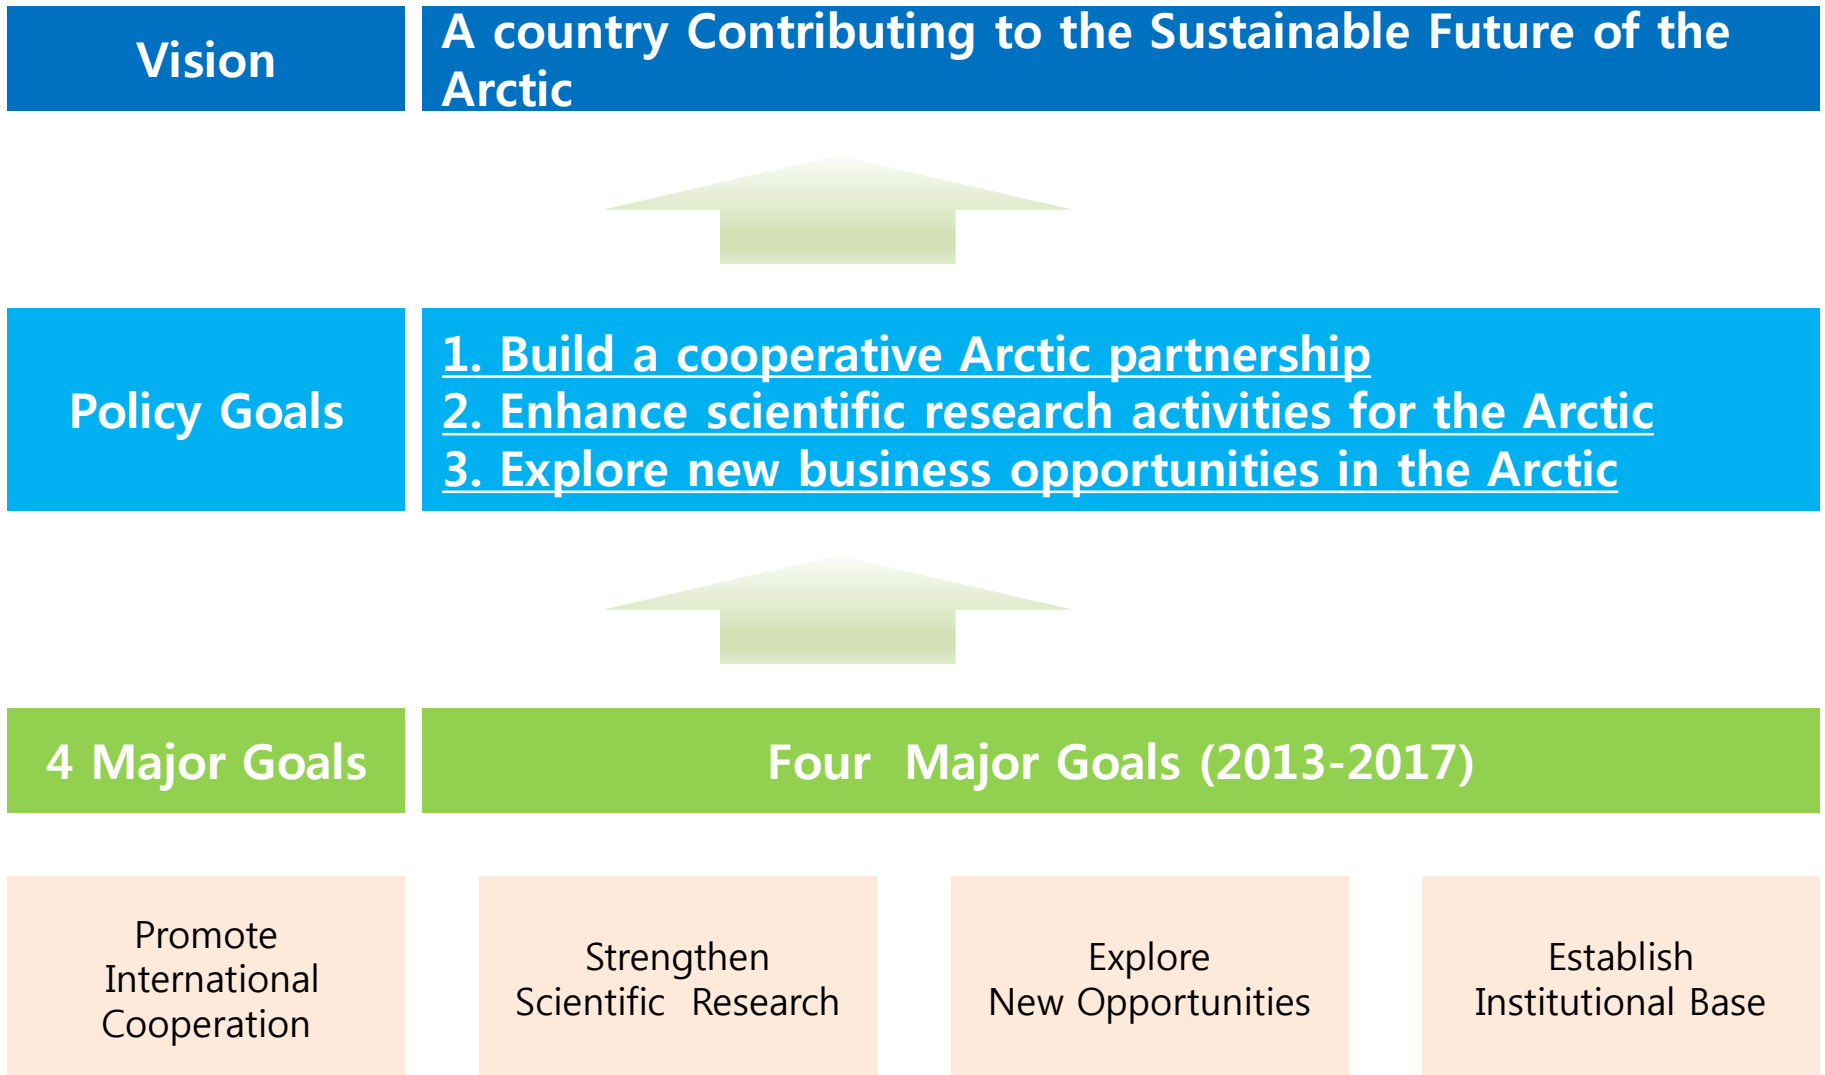 Vision
A country Contributing to the Sustainable Future of the
Arctic
Policy Goals
1. Build a cooperative Arctic partnership
2. Enhance scientific research activities for the Arctic
3. Explore new business opportunities in the Arctic
4 Major Goals
Four Major Goals (2013-2017)
Promote
International
Cooperation
Strengthen
Scientific Research
Explore
New Opportunities
Establish
Institutional Base